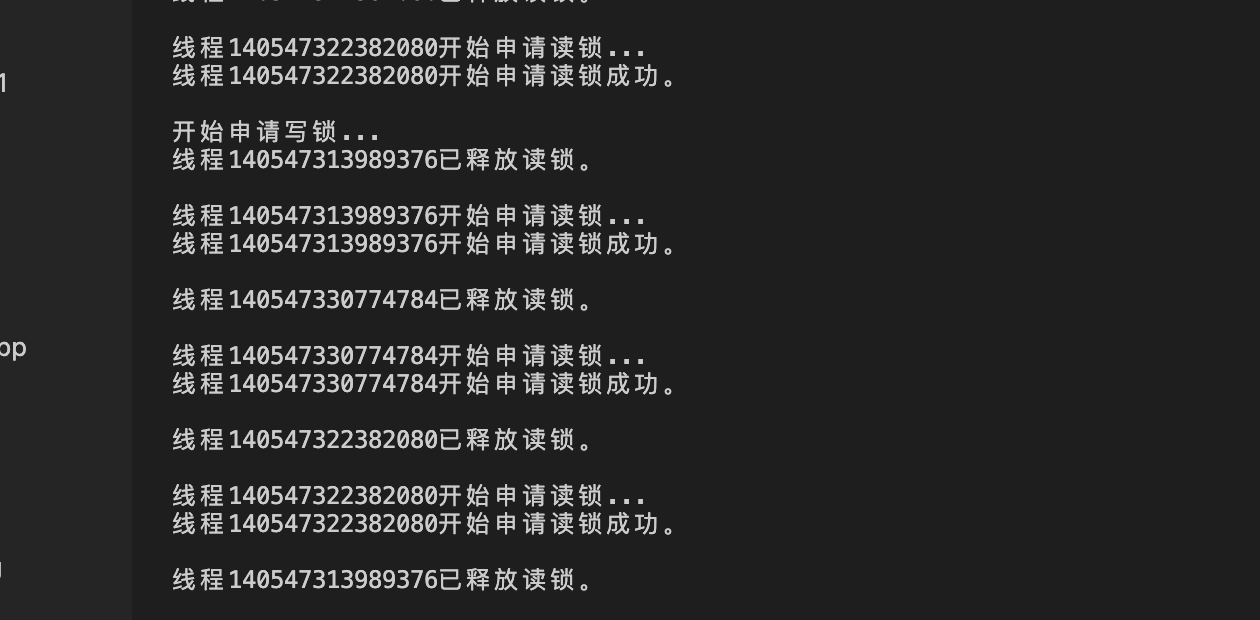 线程140547322382080开始申请读锁...
线程140547322382080开始申请读锁成功。
开始申请写锁...
线程140547313989376已释放读锁。
线程140547313989376开始申请读锁...
线程140547313989376开始申请读锁成功。
线程140547330774784已释放读锁。
线程140547330774784开始申请读锁...
线程140547330774784开始申请读锁成功。
线程140547322382080已释放读锁。
线程140547322382080开始申请读锁...
线程140547322382080开始申请读锁成功。
线程140547313989376已释放读锁。